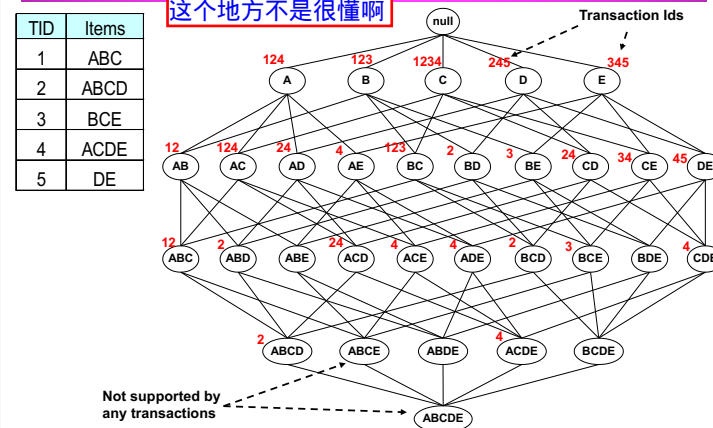 这个地方不是很懂啊
TID Items
1 ABC
2 ABCD
3 BCE
4 ACDE
5 DE
null
Transaction Ids
124 123 1234 245 345
A B C D E
12 124 24 4 123 2 3 24 34 45
AB AC AD AE BC BD BE CD CE DE
12 2 24 4 4 2 3 4
ABC ABD ABE ACD ACE ADE BCD BCE BDE CDE
2 4
ABCD ABCE ABDE ACDE BCDE
Not supported by
any transactions
ABCDE